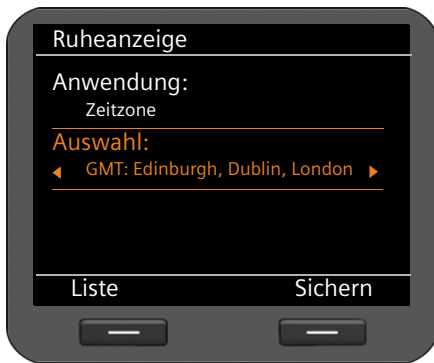 Ruheanzeige
Anwendung:
Zeitzone
Auswahl:
GMT: Edinburgh, Dublin, London
Liste Sichern